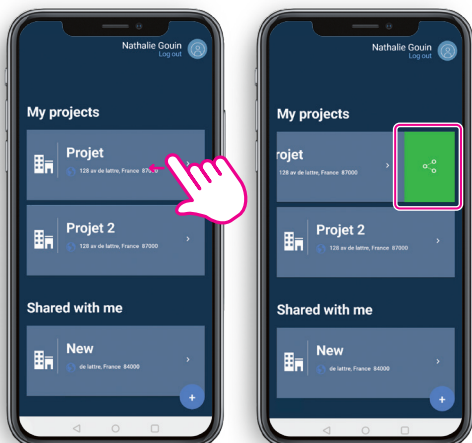 Nathalie Gouin
Log out
My projects
Projet
128 av de lattre, France 87000
Projet 2
128 av de lattre, France 87000
Shared with me
New
de lattre, France 84000
+
Nathalie Gouin
Log out
My projects
rojet
128 av de lattre, France 87000
Projet 2
128 av de lattre, France 87000
Shared with me
New
de lattre, France 84000
+